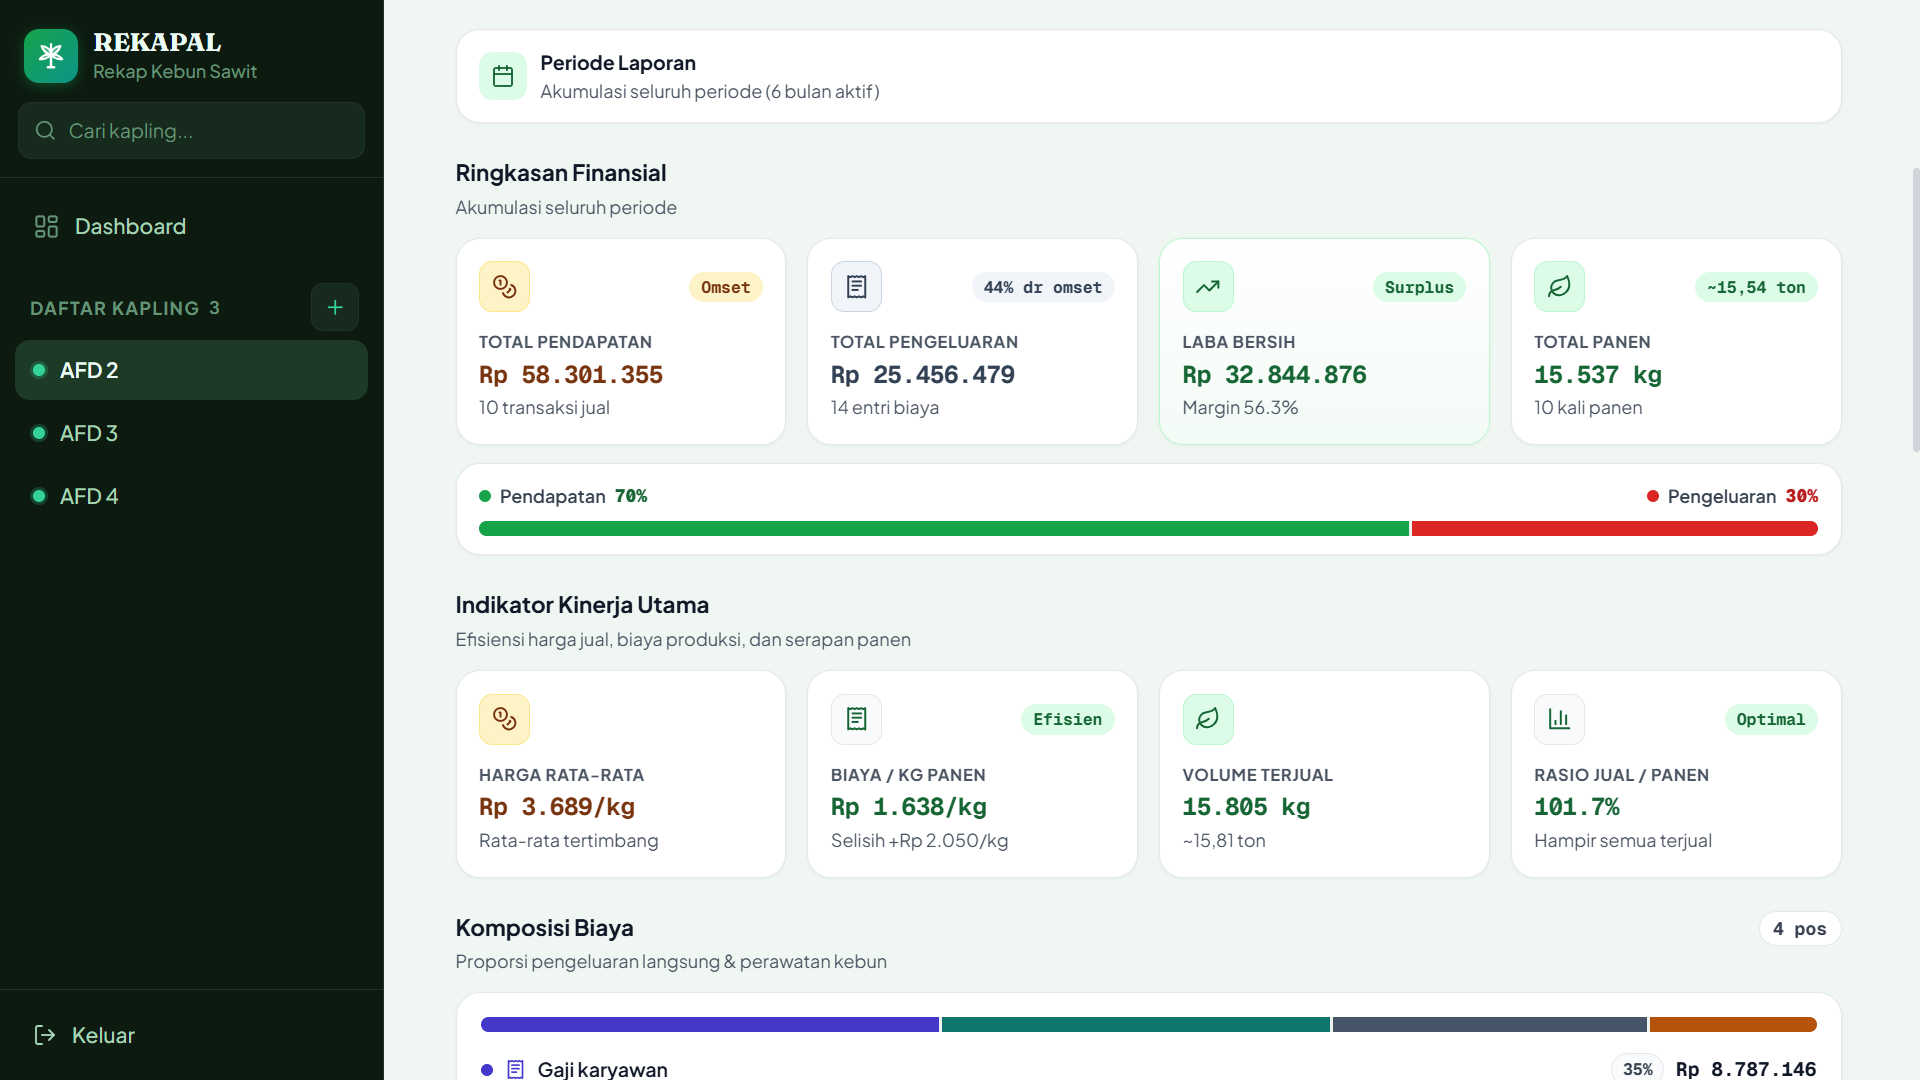 REKAPAL
Rekap Kebun Sawit
Cari kapling...
Dashboard
DAFTAR KAPLING 3
AFD 2
AFD 3
AFD 4
Keluar
Periode Laporan
Akumulasi seluruh periode (6 bulan aktif)
Ringkasan Finansial
Akumulasi seluruh periode
Omset
TOTAL PENDAPATAN
Rp 58.301.355
10 transaksi jual
44% dr omset
TOTAL PENGELUARAN
Rp 25.456.479
14 entri biaya
Surplus
LABA BERSIH
Rp 32.844.876
Margin 56.3%
~15,54 ton
TOTAL PANEN
15.537 kg
10 kali panen
Pendapatan 70%
Pengeluaran 30%
Indikator Kinerja Utama
Efisiensi harga jual, biaya produksi, dan serapan panen
HARGA RATA-RATA
Rp 3.689/kg
Rata-rata tertimbang
Efisien
BIAYA / KG PANEN
Rp 1.638/kg
Selisih +Rp 2.050/kg
VOLUME TERJUAL
15.805 kg
~15,81 ton
Optimal
RASIO JUAL / PANEN
101.7%
Hampir semua terjual
Komposisi Biaya
4 pos
Proporsi pengeluaran langsung & perawatan kebun
Gaji karyawan
35% Rp 8.787.146